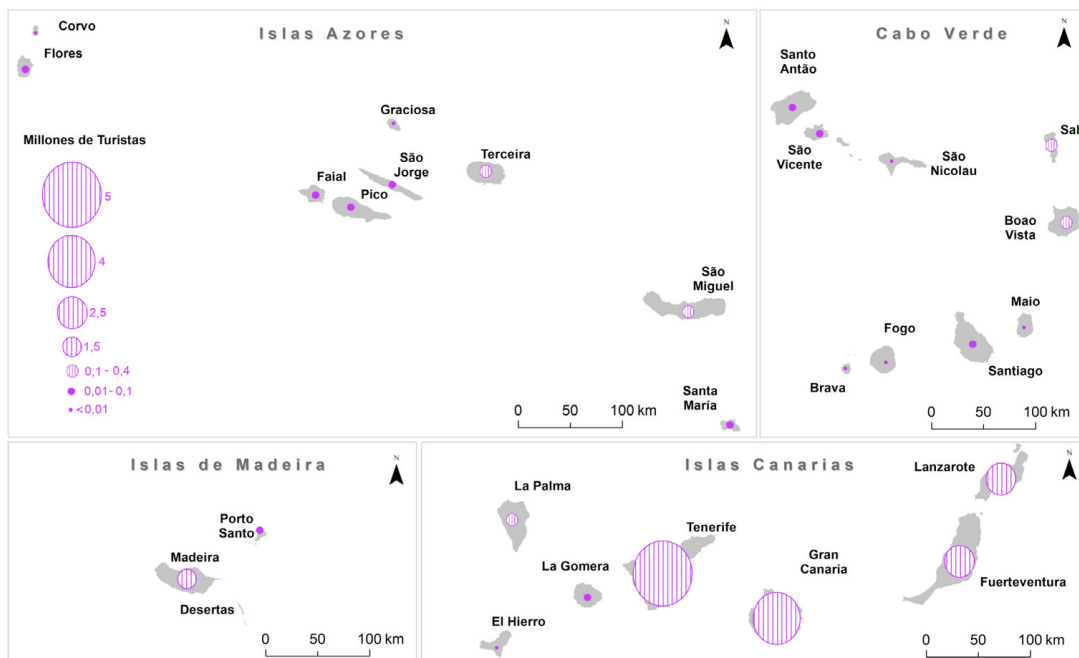 Islas Azores
N
Corvo
Flores
Graciosa
Millones de Turistas
5
4
2,5
1,5
0,1 - 0,4
0,01 - 0,1
<0,01
São
Jorge
Terceira
Faial
Pico
São
Miguel
Santa
María
0 50 100 km
Cabo Verde
N
Santo
Antão
São
Vicente
São
Nicolau
Sal
Boao
Vista
Maio
Fogo
Santiago
Brava
0 50 100 km
Islas de Madeira
N
Porto
Santo
Madeira
Desertas
0 50 100 km
Islas Canarias
N
Lanzarote
La Palma
Tenerife
Gran
Canaria
La Gomera
Fuerteventura
El Hierro
0 50 100 km